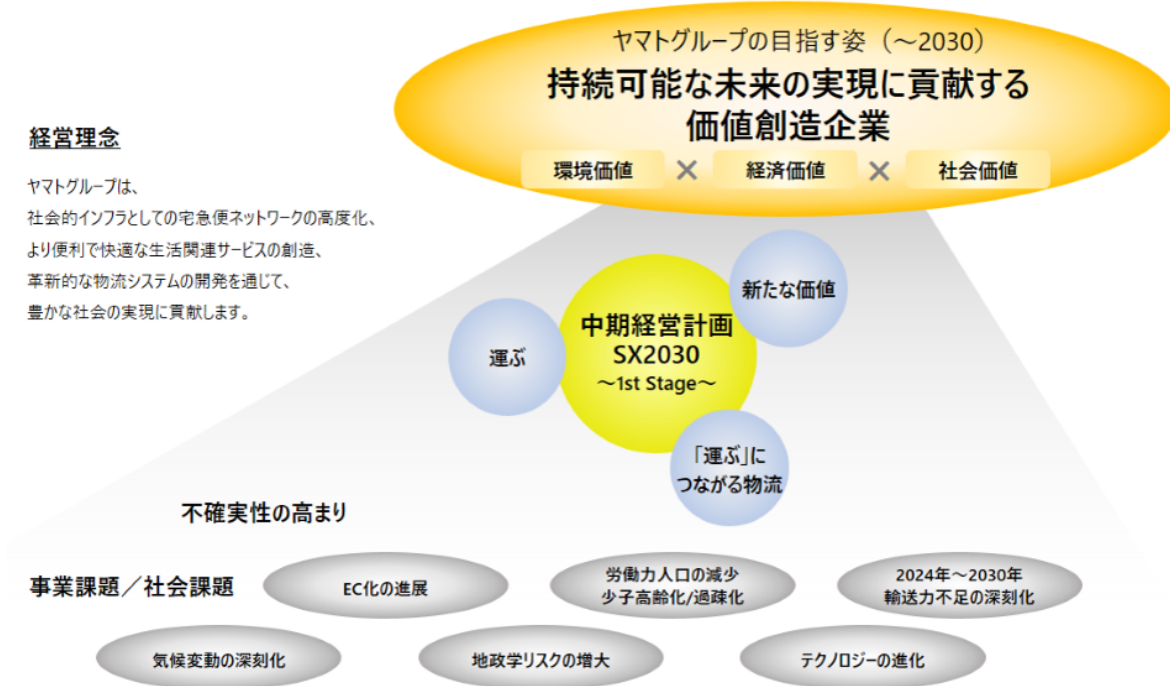 ヤマトグループの目指す姿（～2030）
持続可能な未来の実現に貢献する
価値創造企業
環境価値 × 経済価値 × 社会価値
経営理念
ヤマトグループは、
社会的インフラとしての宅急便ネットワークの高度化、
より便利で快適な生活関連サービスの創造、
革新的な物流システムの開発を通じて、
豊かな社会の実現に貢献します。
新たな価値
中期経営計画
SX2030
～1st Stage～
運ぶ
「運ぶ」に
つながる物流
不確実性の高まり
事業課題／社会課題
EC化の進展
労働力人口の減少
少子高齢化/過疎化
2024年～2030年
輸送力不足の深刻化
気候変動の深刻化
地政学リスクの増大
テクノロジーの進化